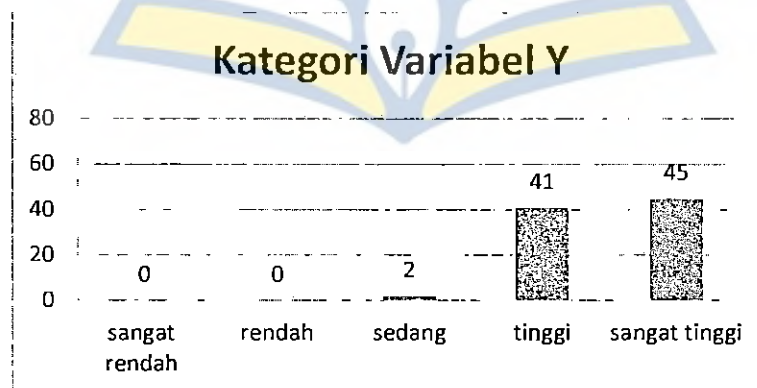 Kategori Variabel Y
80
60
40
20
0
0
0
2
41
45
sangat
rendah
rendah
sedang
tinggi
sangat tinggi